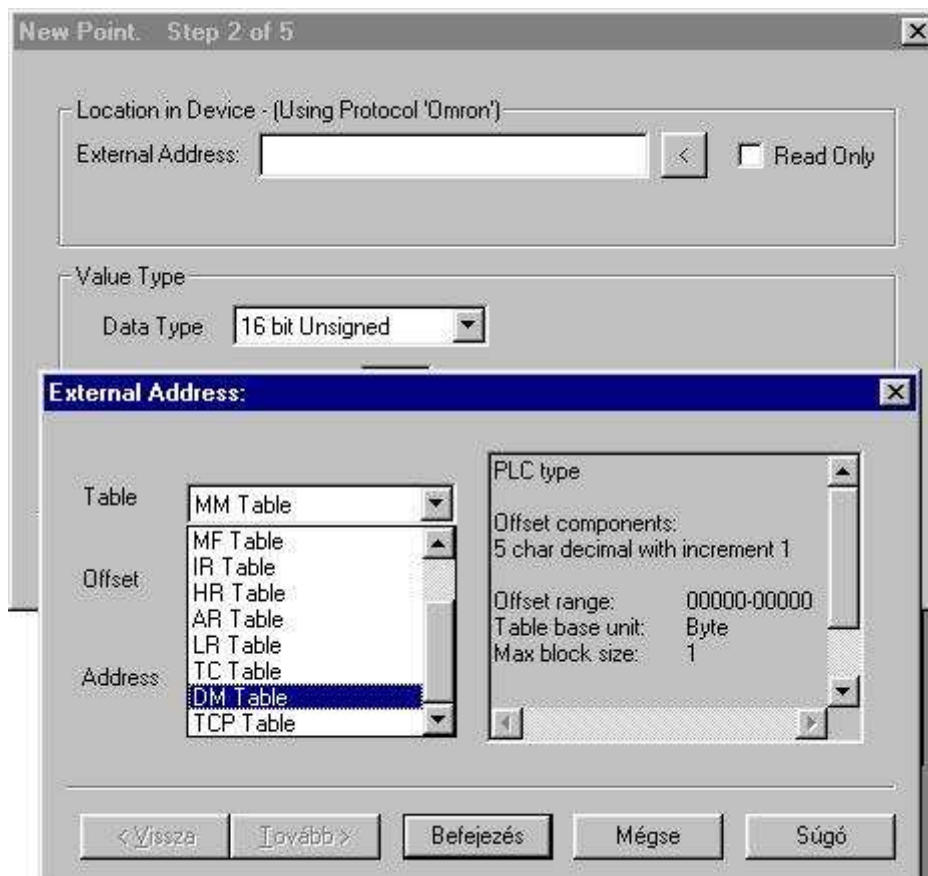 New Point. Step 2 of 5
Location in Device - (Using Protocol 'Omron')
External Address:
<
Read Only
Value Type
Data Type
16 bit Unsigned
External Address:
Table
MM Table
MF Table
IR Table
HR Table
AR Table
LR Table
TC Table
DM Table
TCP Table
Offset
Address
PLC type
Offset components:
5 char decimal with increment 1
Offset range: 00000-00000
Table base unit: Byte
Max block size: 1
< Vissza
Tovább >
Befejezés
Mégse
Súgó